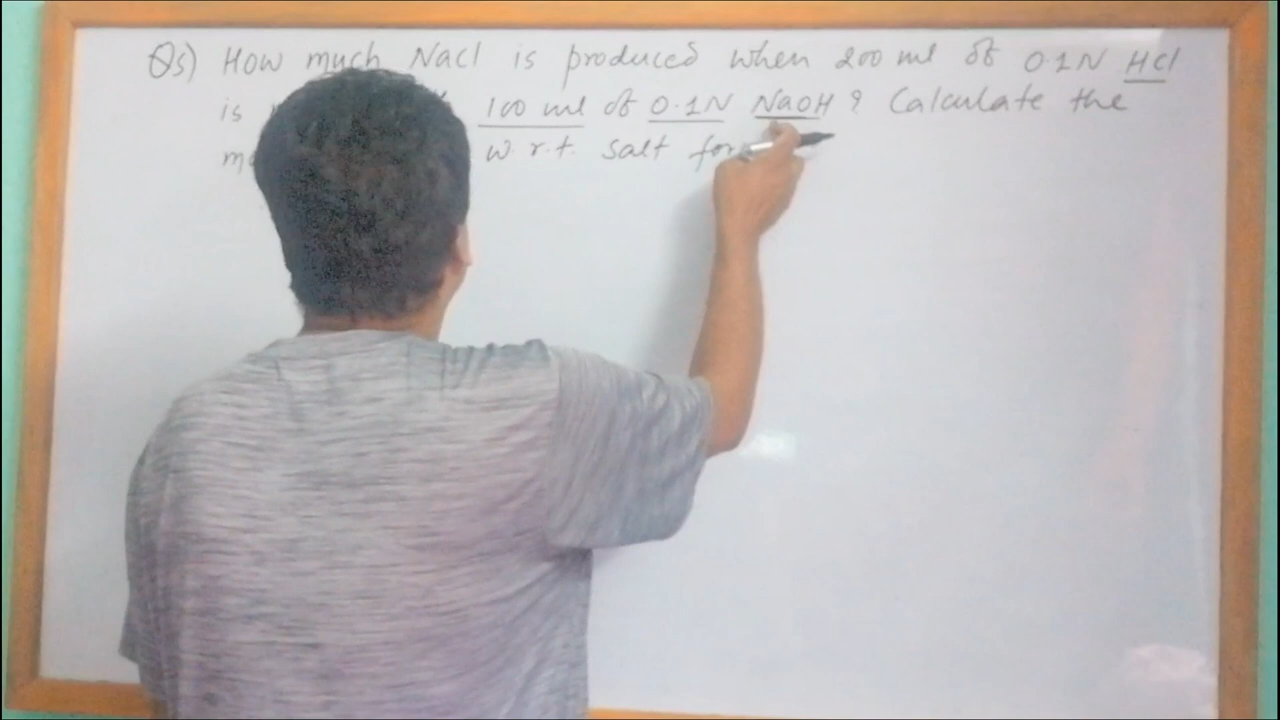 Qs) How much NaCl is produced when 200 ml of 0.1N HCl
is 100 ml of 0.1N NaOH? Calculate the
w.r.t. salt